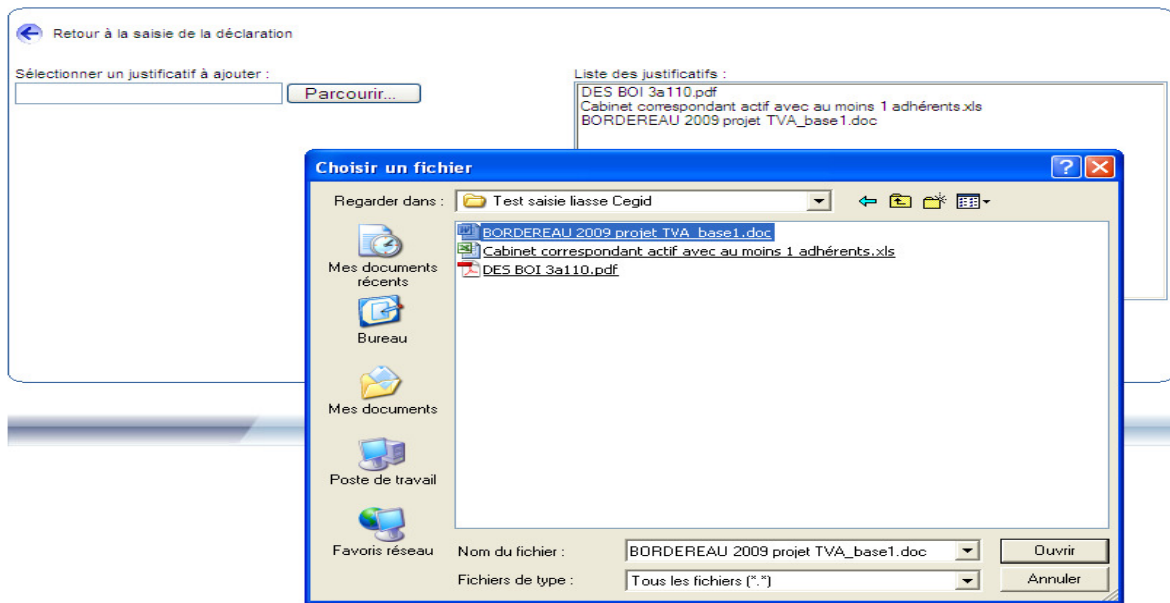 Retour à la saisie de la déclaration
Sélectionner un justificatif à ajouter :
Parcourir...
Liste des justificatifs :
DES BOI 3a110.pdf
Cabinet correspondant actif avec au moins 1 adhérents.xls
BORDEREAU 2009 projet TVA_base1.doc
Choisir un fichier
Regarder dans :
Test saisie liasse Cegid
BORDEREAU 2009 projet TVA_base1.doc
Cabinet correspondant actif avec au moins 1 adhérents.xls
DES BOI 3a110.pdf
Mes documents
récents
Bureau
Mes documents
Poste de travail
Favoris réseau
Nom du fichier :
BORDEREAU 2009 projet TVA_base1.doc
Ouvrir
Fichiers de type :
Tous les fichiers (*.*)
Annuler